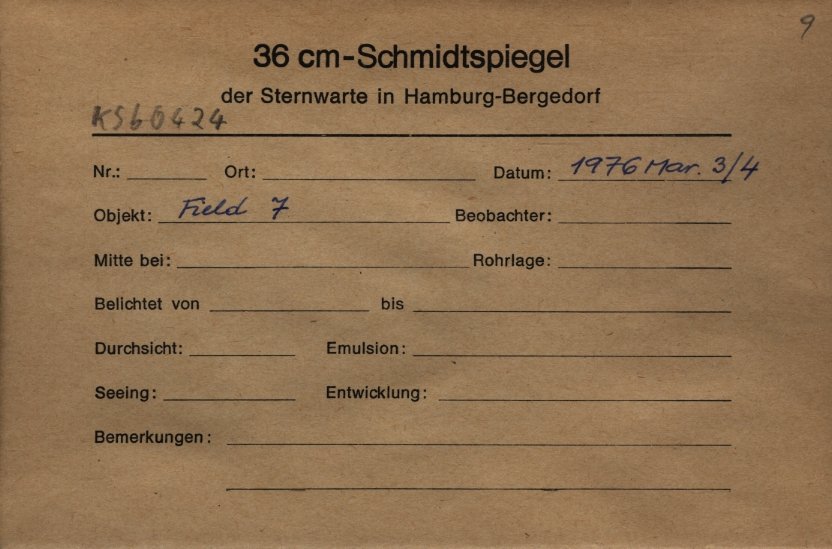 9
36 cm-Schmidtspiegel
der Sternwarte in Hamburg-Bergedorf
KSb0424
Nr.: Ort: Datum: 1976 Mar. 3/4
Objekt: Field 7 Beobachter:
Mitte bei: Rohrlage:
Belichtet von bis
Durchsicht: Emulsion:
Seeing: Entwicklung:
Bemerkungen: